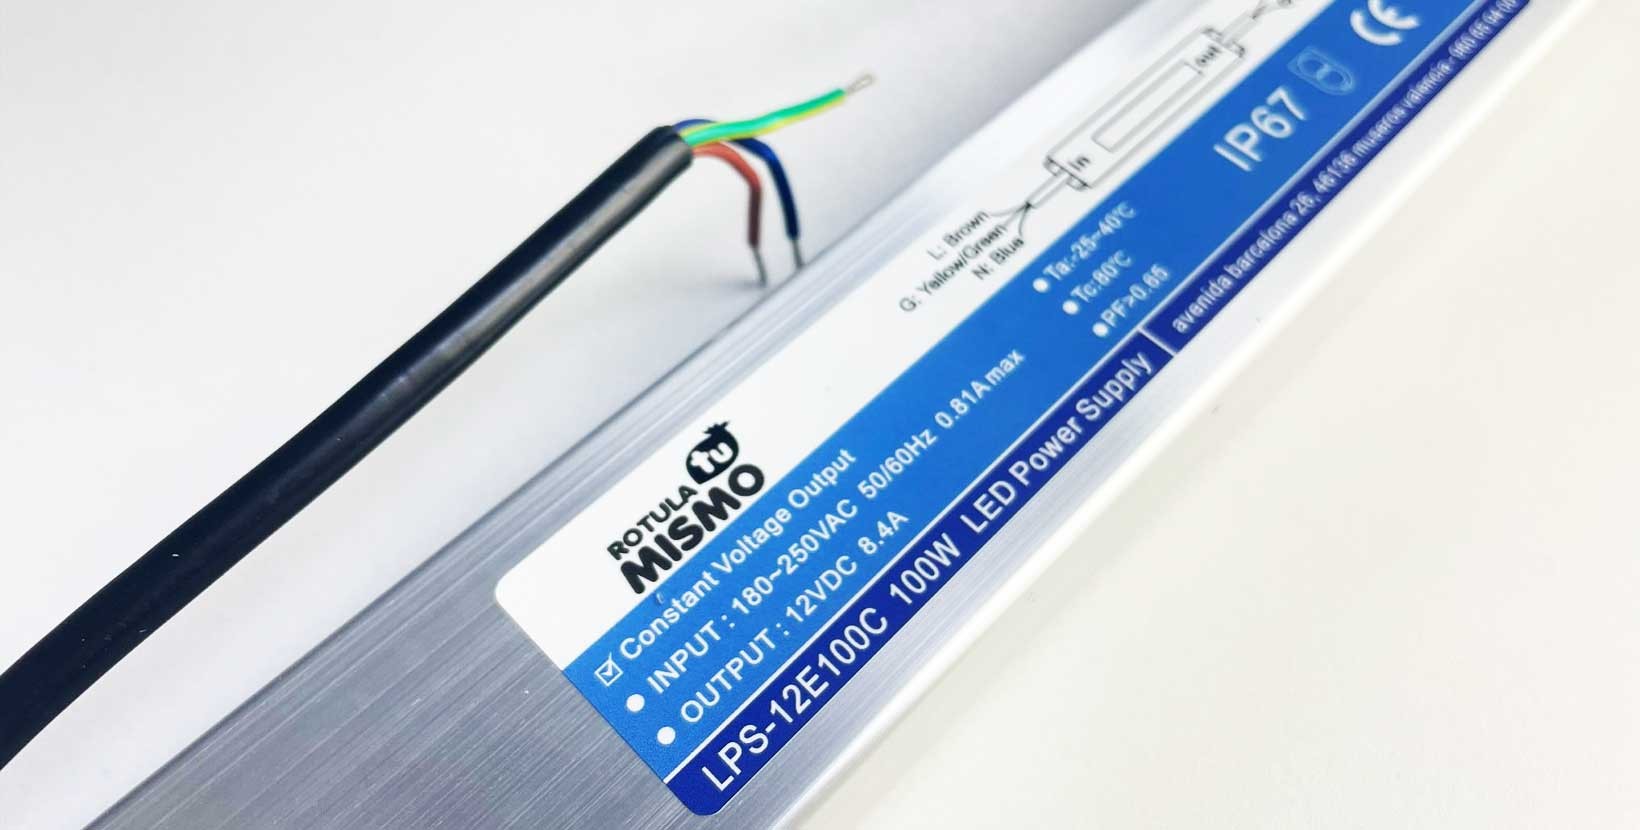 ROTULA
tu
MISMO
Constant Voltage Output
INPUT : 180~250VAC 50/60Hz 0.81A max
OUTPUT : 12VDC 8.4A
LPS-12E100C 100W LED Power Supply
L: Brown
G: Yellow/Green
N: Blue
in
out
Ta:-25~40℃
Tc:80℃
PF>0.65
IP67
CE
avenida barcelona 26, 46136 museros valencia